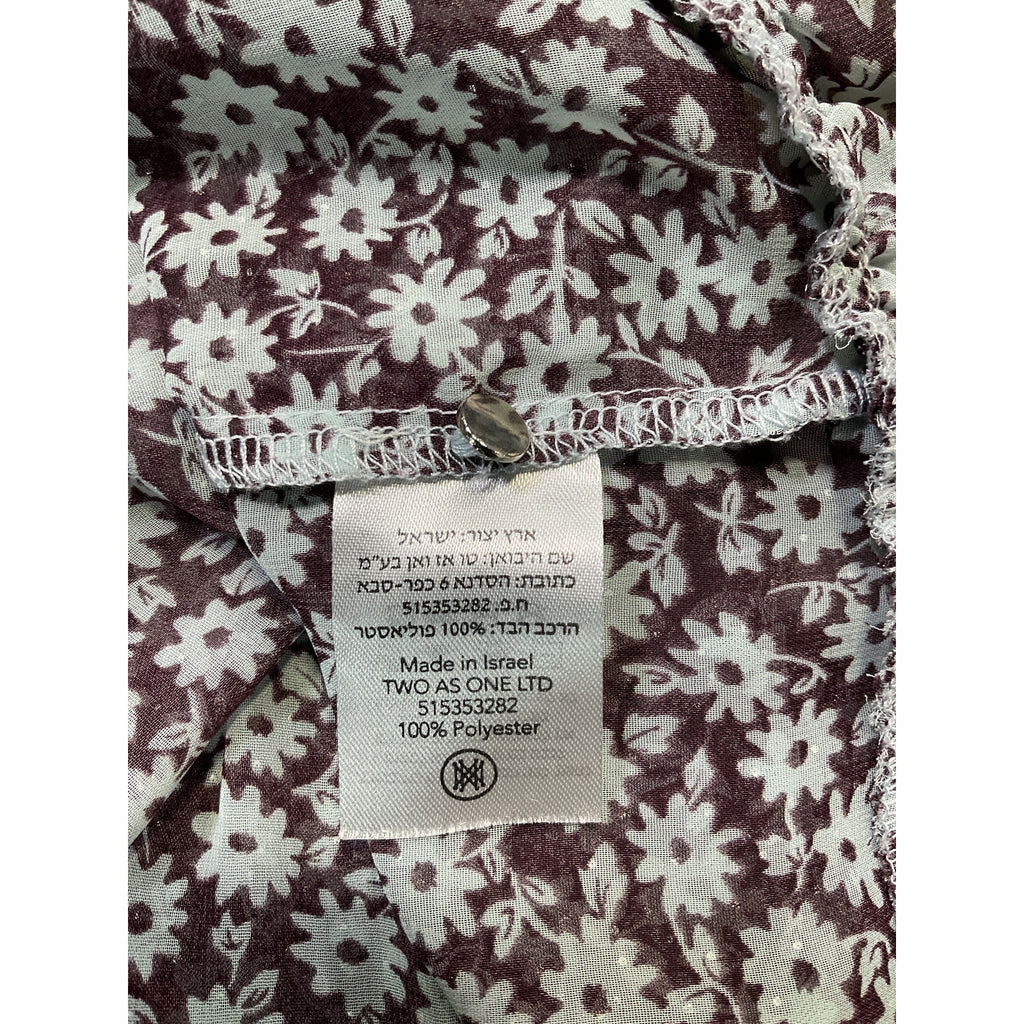 ארץ יצור: ישראל
שם היבואן: טו אז וואן בע"מ
כתובת: הסדנא 6 כפר-סבא
ח.פ. 515353282
הרכב הבד: 100% פוליאסטר
Made in Israel
TWO AS ONE LTD
515353282
100% Polyester